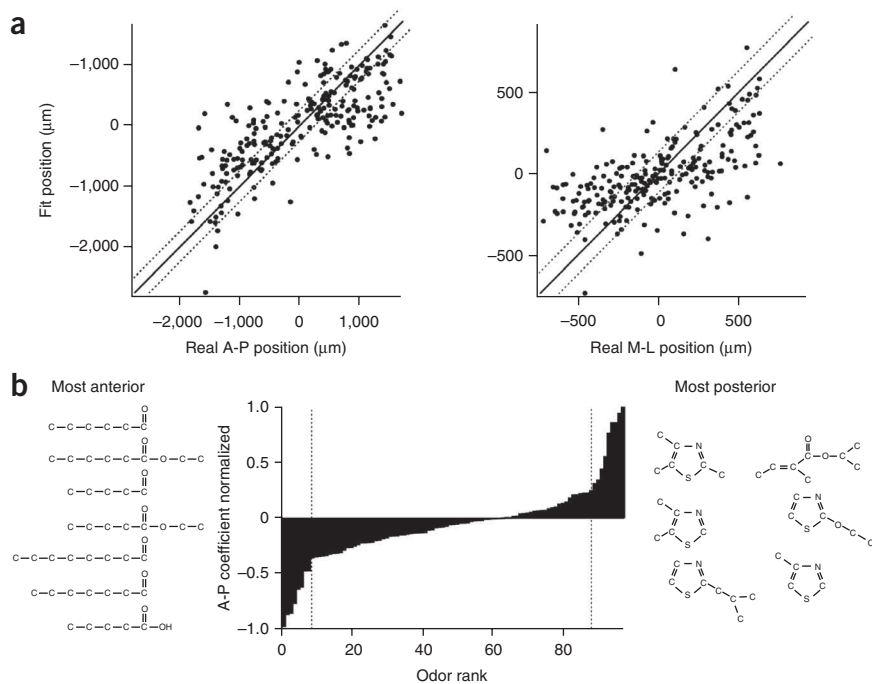 a
Fit position (µm)
–1,000
0
–1,000
–2,000
–2,000
–1,000
0
1,000
Real A-P position (µm)
500
0
–500
–500
0
500
Real M-L position (µm)
b
Most anterior
O
C–C–C–C–C–C–C
O
C–C–C–C–C–C–C–O–C–C
O
C–C–C–C–C
O
C–C–C–C–C–C–O–C–C
O
C–C–C–C–C–C–C–C–C
O
C–C–C–C–C–C–C–C
O
C–C–C–C–C–C–OH
A-P coefficient normalized
1.0
0.5
0
–0.5
–1.0
0
20
40
60
80
Odor rank
Most posterior
C
N
C
S
C
O
C
C
O
C
C
C
C
C
N
C
S
N
S
O
C
C
N
S
C
C
C
C
C
N
S